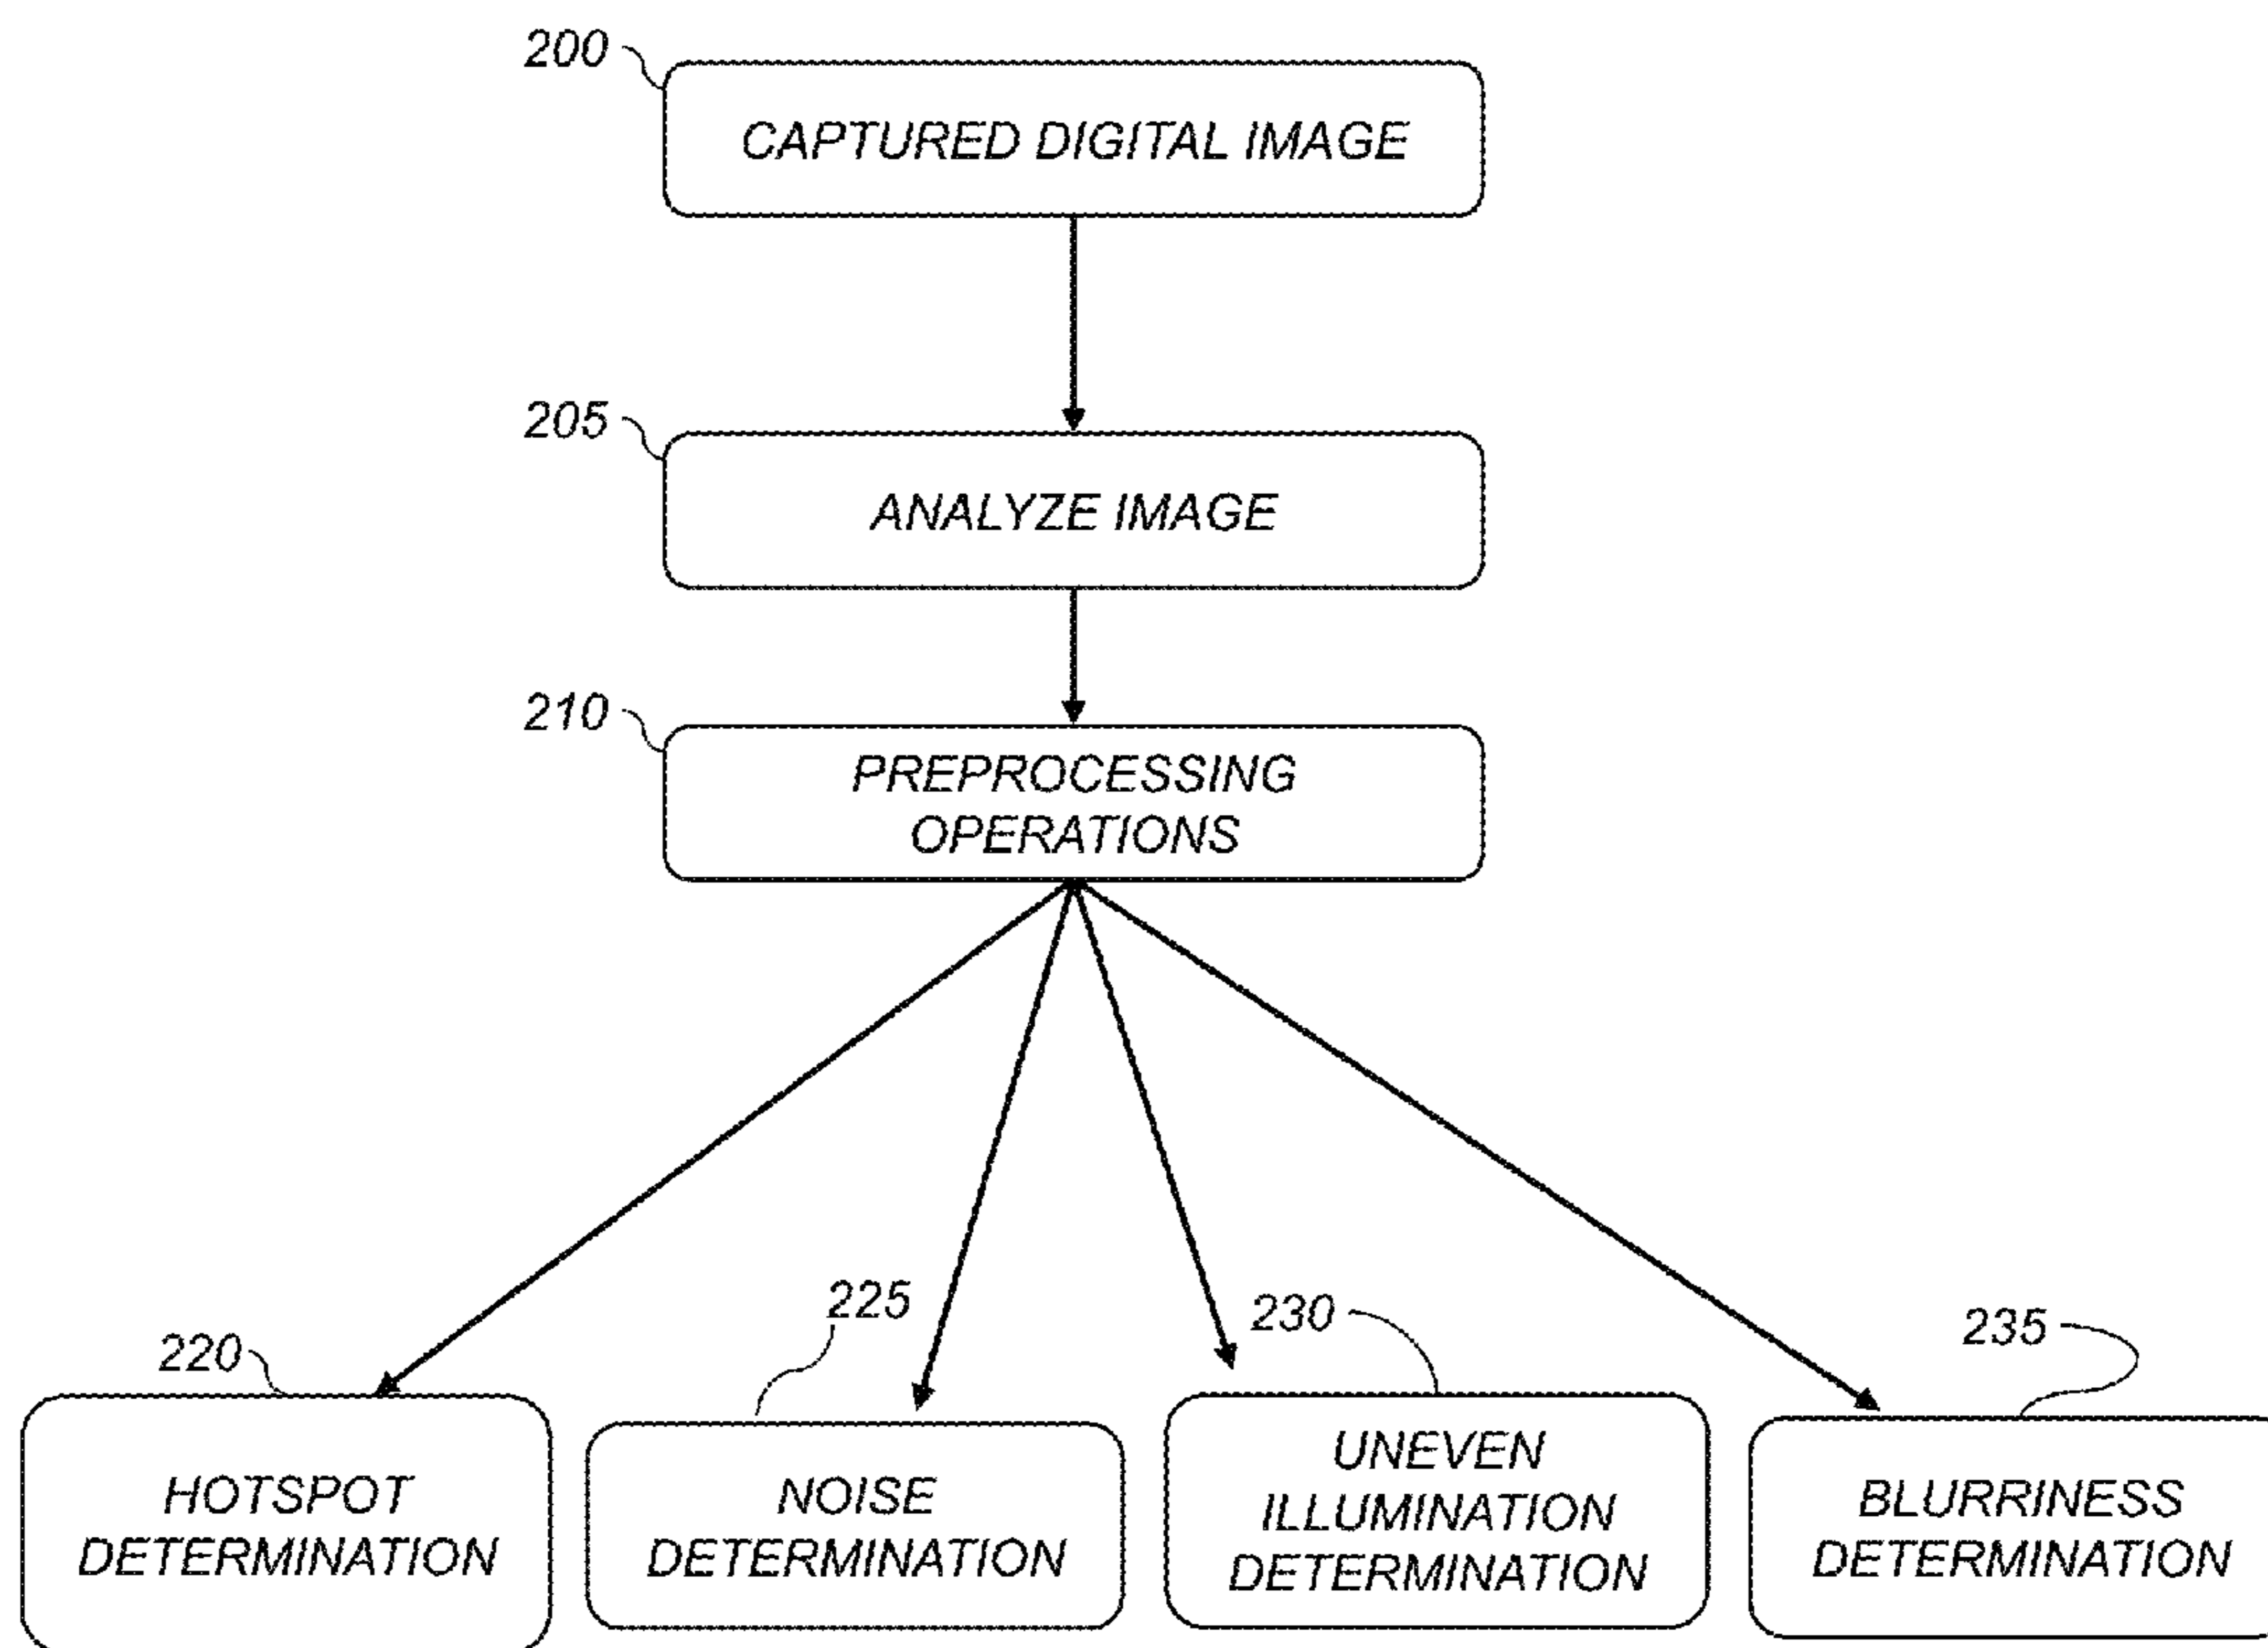 200
CAPTURED DIGITAL IMAGE
205
ANALYZE IMAGE
210
PREPROCESSING
OPERATIONS
220
HOTSPOT
DETERMINATION
225
NOISE
DETERMINATION
230
UNEVEN
ILLUMINATION
DETERMINATION
235
BLURRINESS
DETERMINATION